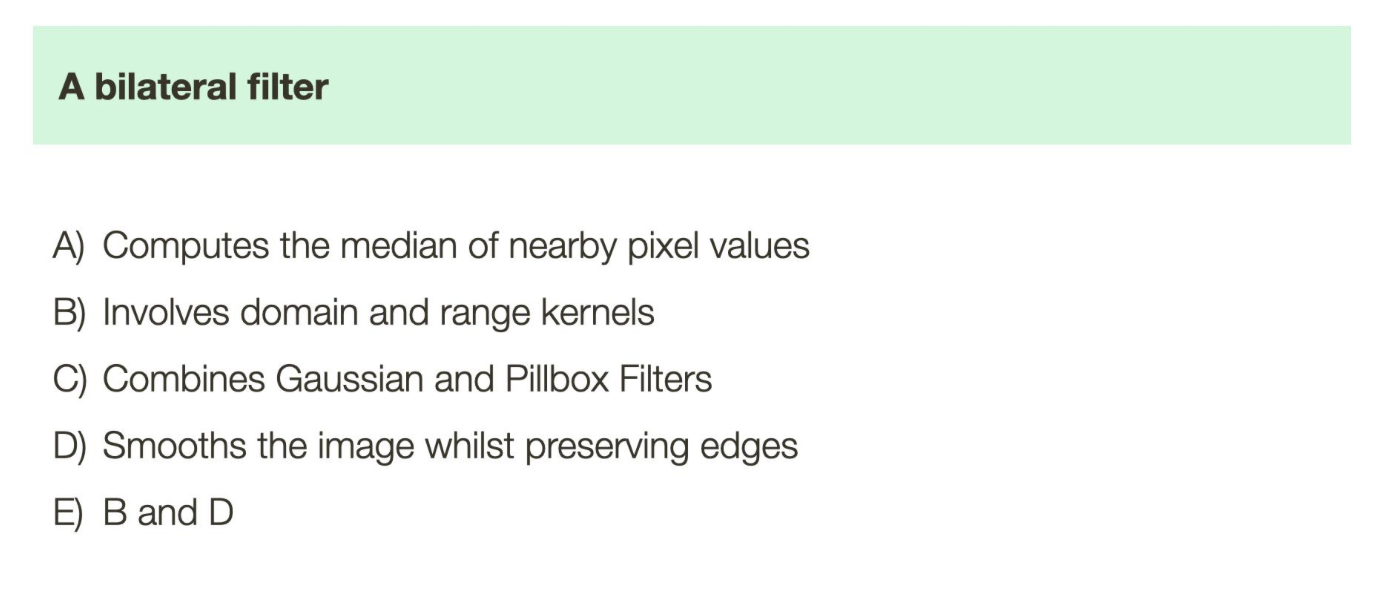 A bilateral filter
A) Computes the median of nearby pixel values
B) Involves domain and range kernels
C) Combines Gaussian and Pillbox Filters
D) Smooths the image whilst preserving edges
E) B and D